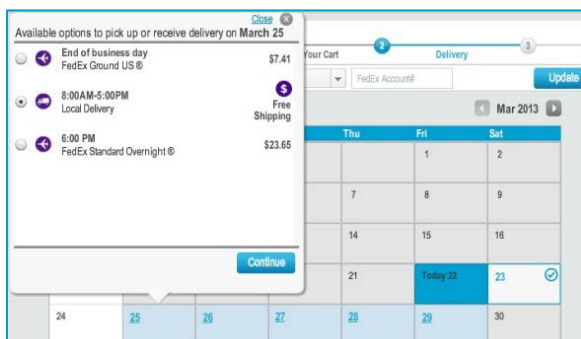 Close
Available options to pick up or receive delivery on March 25
End of business day
FedEx Ground US ®
$7.41
8:00AM-5:00PM
Local Delivery
$
Free
Shipping
6:00 PM
FedEx Standard Overnight ®
$23.65
Continue
Your Cart
2
Delivery
3
FedEx Account#
Update
Mar 2013
Thu Fri Sat
1 2
7 8 9
14 15 16
21 Today 22 23
24 25 26 27 28 29 30